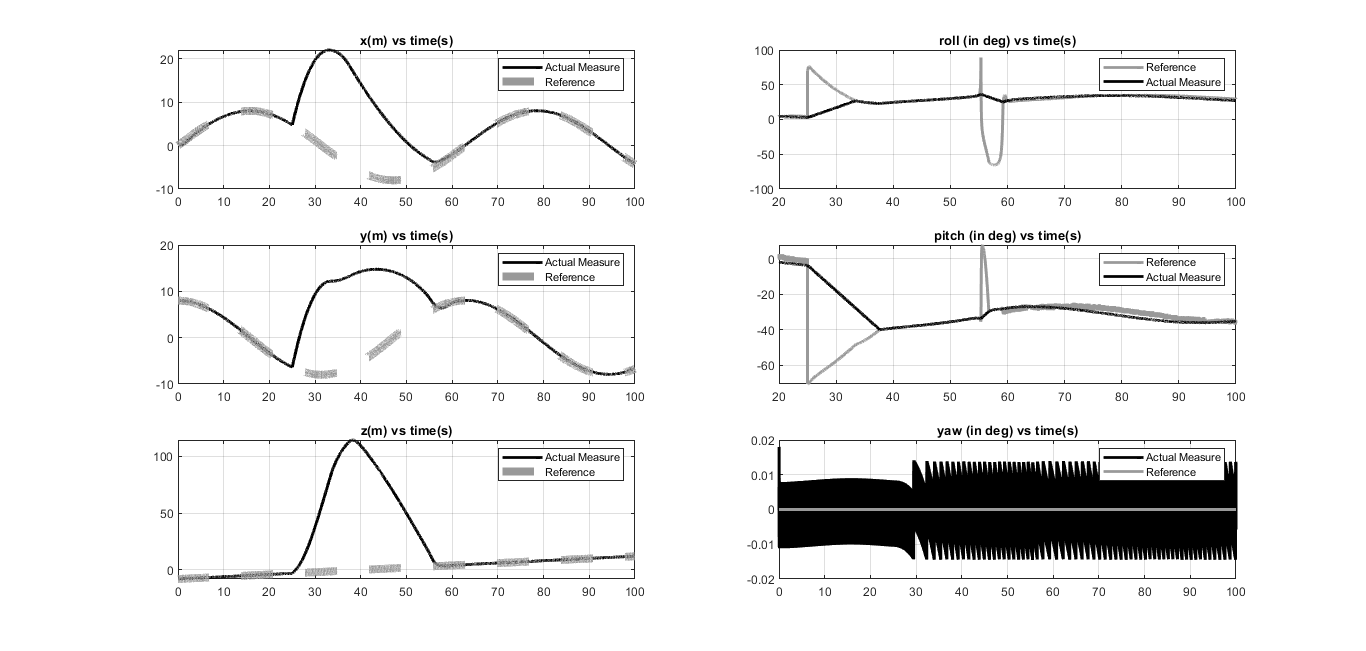 x(m) vs time(s)
20
10
0
-10
0 10 20 30 40 50 60 70 80 90 100
Actual Measure
Reference
roll (in deg) vs time(s)
100
50
0
-50
-100
20 30 40 50 60 70 80 90 100
Reference
Actual Measure
y(m) vs time(s)
20
10
0
-10
0 10 20 30 40 50 60 70 80 90 100
Actual Measure
Reference
pitch (in deg) vs time(s)
0
-20
-40
-60
20 30 40 50 60 70 80 90 100
Reference
Actual Measure
z(m) vs time(s)
100
50
0
0 10 20 30 40 50 60 70 80 90 100
Actual Measure
Reference
yaw (in deg) vs time(s)
0.02
0.01
0
-0.01
-0.02
0 10 20 30 40 50 60 70 80 90 100
Actual Measure
Reference